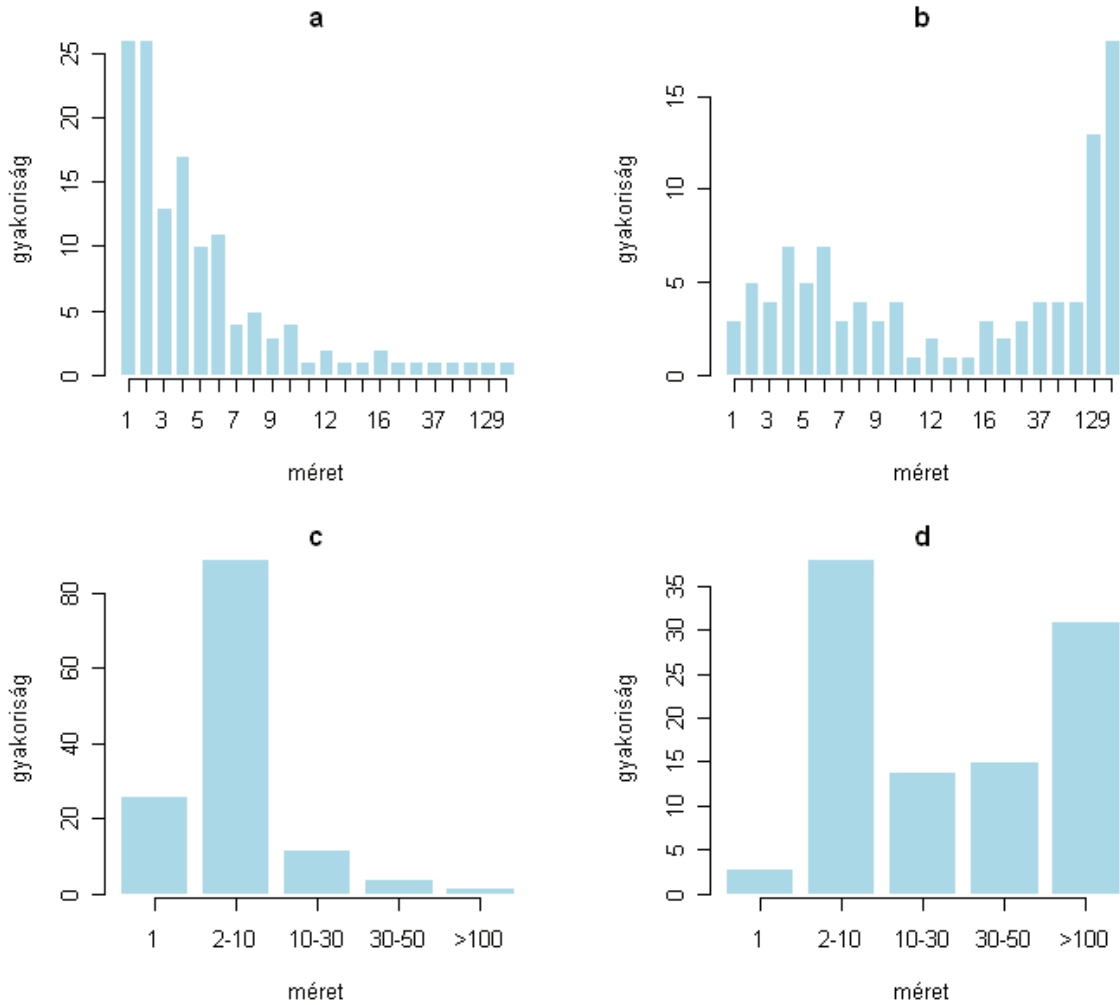 a
gyakoriság
0 5 10 15 20 25
1 3 5 7 9 12 16 37 129
méret
b
gyakoriság
0 5 10 15
1 3 5 7 9 12 16 37 129
méret
c
gyakoriság
0 20 40 60 80
1 2-10 10-30 30-50 >100
méret
d
gyakoriság
0 5 10 15 20 25 30 35
1 2-10 10-30 30-50 >100
méret